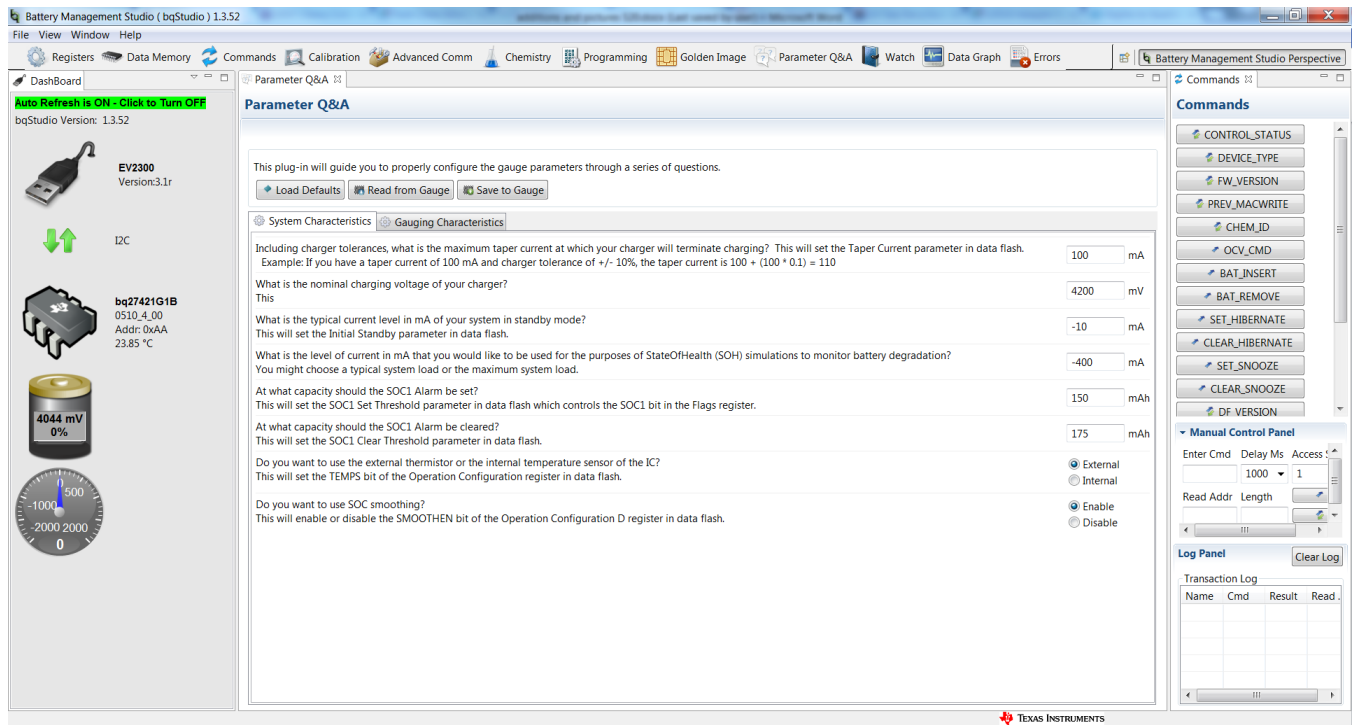 Battery Management Studio ( bqStudio ) 1.3.52
File View Window Help
Registers Data Memory Commands Calibration Advanced Comm Chemistry Programming Golden Image Parameter Q&A Watch Data Graph Errors Battery Management Studio Perspective
DashBoard
Auto Refresh is ON - Click to Turn OFF
bqStudio Version: 1.3.52
EV2300
Version:3.1r
I2C
bq27421G1B
0510_4_00
Addr: 0xAA
23.85 °C
4044 mV
0%
0
500
-1000
-2000 2000
0
Parameter Q&A
Parameter Q&A
This plug-in will guide you to properly configure the gauge parameters through a series of questions.
Load Defaults Read from Gauge Save to Gauge
System Characteristics Gauging Characteristics
Including charger tolerances, what is the maximum taper current at which your charger will terminate charging? This will set the Taper Current parameter in data flash. 100 mA
Example: If you have a taper current of 100 mA and charger tolerance of +/- 10%, the taper current is 100 + (100 * 0.1) = 110
What is the nominal charging voltage of your charger? 4200 mV
This
What is the typical current level in mA of your system in standby mode? -10 mA
This will set the Initial Standby parameter in data flash.
What is the level of current in mA that you would like to be used for the purposes of StateOfHealth (SOH) simulations to monitor battery degradation? -400 mA
You might choose a typical system load or the maximum system load.
At what capacity should the SOC1 Alarm be set? 150 mAh
This will set the SOC1 Set Threshold parameter in data flash which controls the SOC1 bit in the Flags register.
At what capacity should the SOC1 Alarm be cleared? 175 mAh
This will set the SOC1 Clear Threshold parameter in data flash.
Do you want to use the external thermistor or the internal temperature sensor of the IC? External
This will set the TEMPS bit of the Operation Configuration register in data flash. Internal
Do you want to use SOC smoothing? Enable
This will enable or disable the SMOOTHEN bit of the Operation Configuration D register in data flash. Disable
Commands
Commands
CONTROL_STATUS
DEVICE_TYPE
FW_VERSION
PREV_MACWRITE
CHEM_ID
OCV_CMD
BAT_INSERT
BAT_REMOVE
SET_HIBERNATE
CLEAR_HIBERNATE
SET_SNOOZE
CLEAR_SNOOZE
DF VERSION
Manual Control Panel
Enter Cmd Delay Ms Access
1000 1
Read Addr Length
Log Panel Clear Log
Transaction Log
Name Cmd Result Read
TEXAS INSTRUMENTS